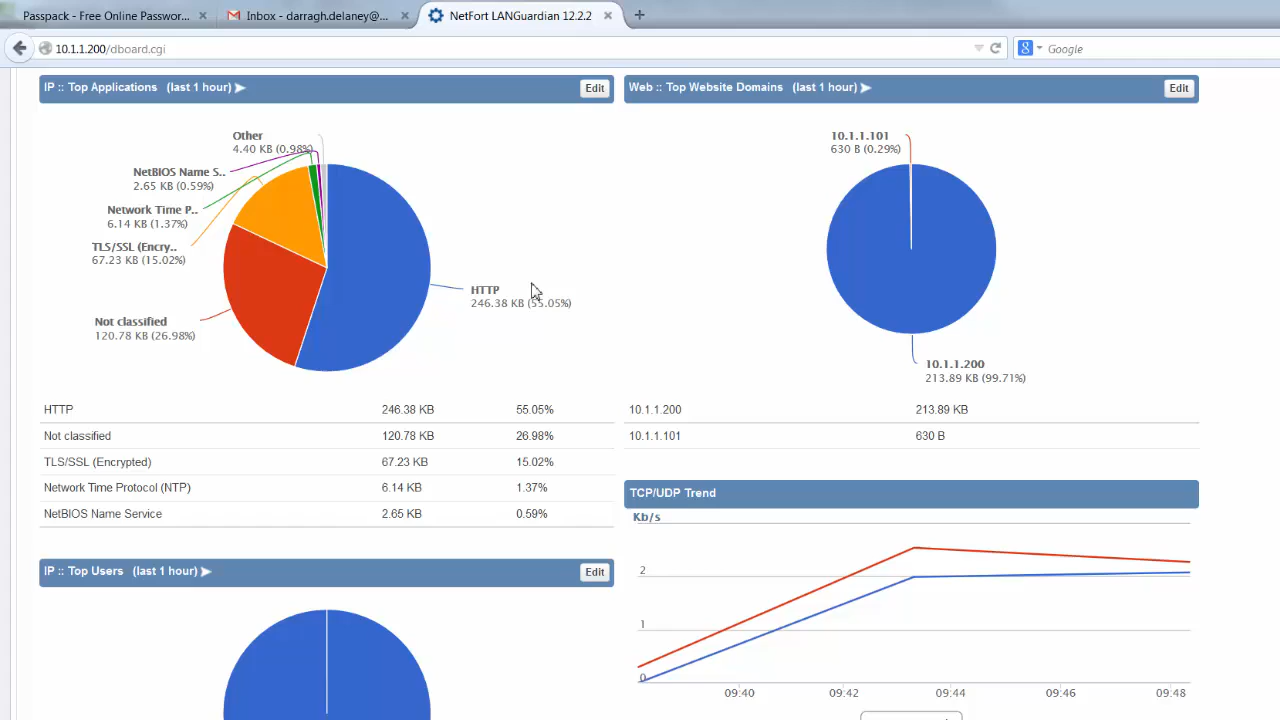 Passpack - Free Online Passwor...
Inbox - darragh.delaney@...
NetFort LANGuardian 12.2.2
10.1.1.200/dboard.cgi
Google
IP :: Top Applications (last 1 hour)
Edit
Other
4.40 KB (0.98%)
NetBIOS Name S..
2.65 KB (0.59%)
Network Time P..
6.14 KB (1.37%)
TLS/SSL (Encry..
67.23 KB (15.02%)
Not classified
120.78 KB (26.98%)
HTTP
246.38 KB (55.05%)
HTTP 246.38 KB 55.05%
Not classified 120.78 KB 26.98%
TLS/SSL (Encrypted) 67.23 KB 15.02%
Network Time Protocol (NTP) 6.14 KB 1.37%
NetBIOS Name Service 2.65 KB 0.59%
IP :: Top Users (last 1 hour)
Edit
Web :: Top Website Domains (last 1 hour)
Edit
10.1.1.101
630 B (0.29%)
10.1.1.200
213.89 KB (99.71%)
10.1.1.200 213.89 KB
10.1.1.101 630 B
TCP/UDP Trend
Kb/s
2
1
0
09:40 09:42 09:44 09:46 09:48